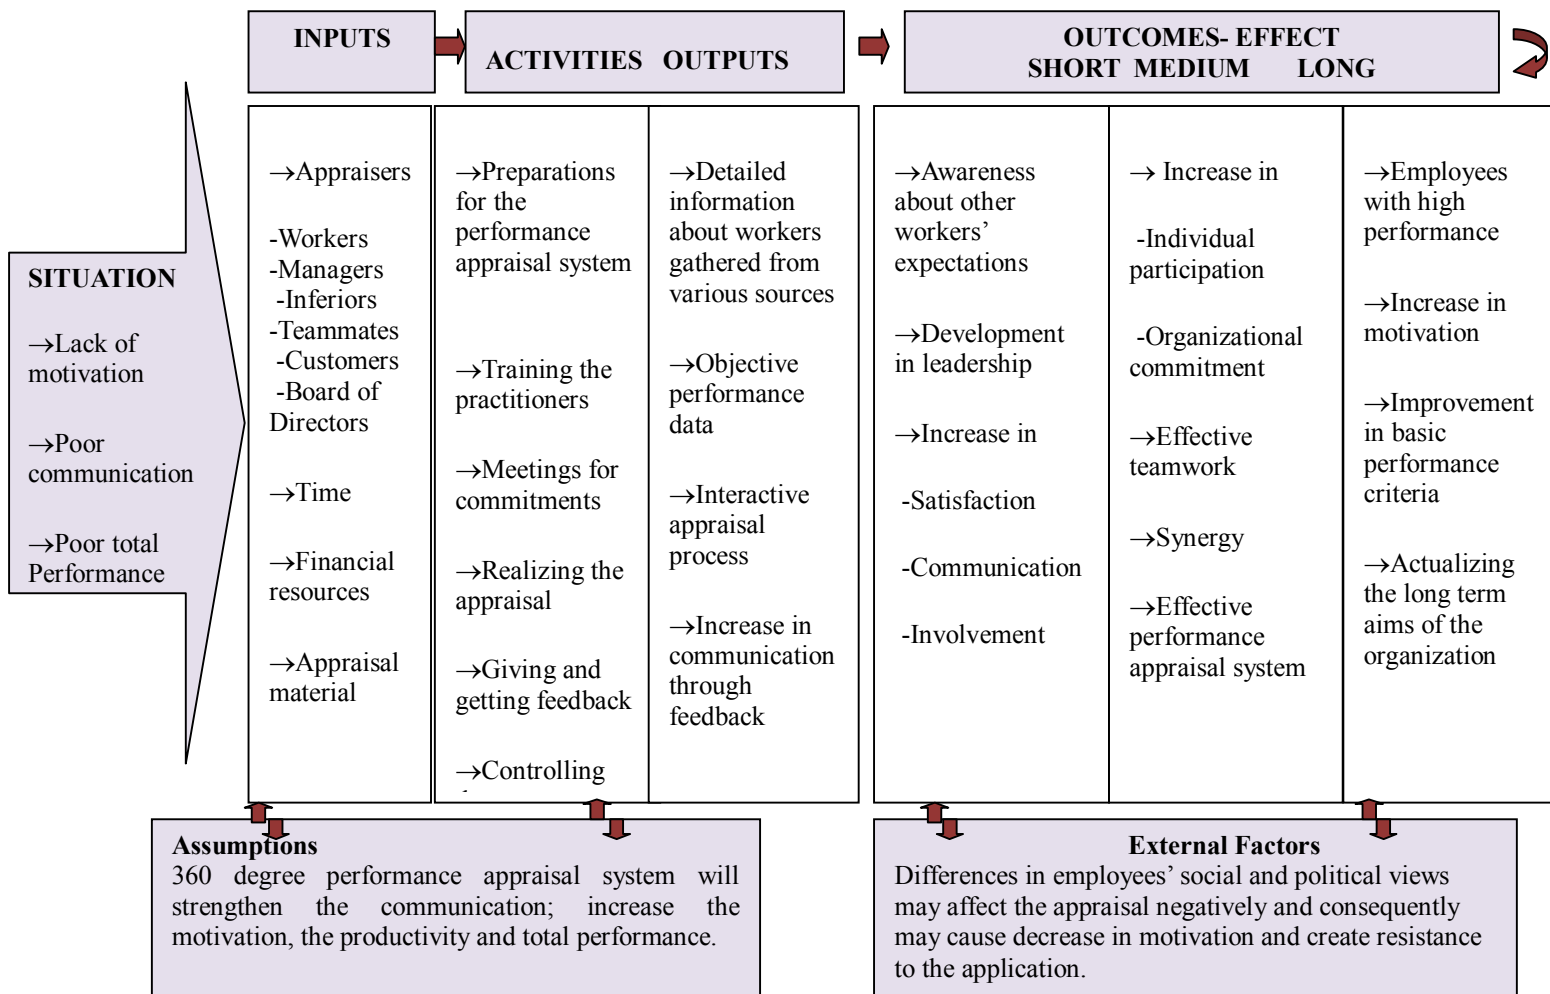 INPUTS
ACTIVITIES OUTPUTS
OUTCOMES- EFFECT
SHORT MEDIUM LONG
SITUATION
→Lack of
motivation
→Poor
communication
→Poor total
Performance
→Appraisers
-Workers
-Managers
-Inferiors
-Teammates
-Customers
-Board of
Directors
→Time
→Financial
resources
→Appraisal
material
→Preparations
for the
performance
appraisal system
→Training the
practitioners
→Meetings for
commitments
→Realizing the
appraisal
→Giving and
getting feedback
→Controlling
→Detailed
information
about workers
gathered from
various sources
→Objective
performance
data
→Interactive
appraisal
process
→Increase in
communication
through
feedback
→Awareness
about other
workers’
expectations
→Development
in leadership
→Increase in
-Satisfaction
-Communication
-Involvement
→ Increase in
-Individual
participation
-Organizational
commitment
→Effective
teamwork
→Synergy
→Effective
performance
appraisal system
→Employees
with high
performance
→Increase in
motivation
→Improvement
in basic
performance
criteria
→Actualizing
the long term
aims of the
organization
Assumptions
360 degree performance appraisal system will
strengthen the communication; increase the
motivation, the productivity and total performance.
External Factors
Differences in employees’ social and political views
may affect the appraisal negatively and consequently
may cause decrease in motivation and create resistance
to the application.